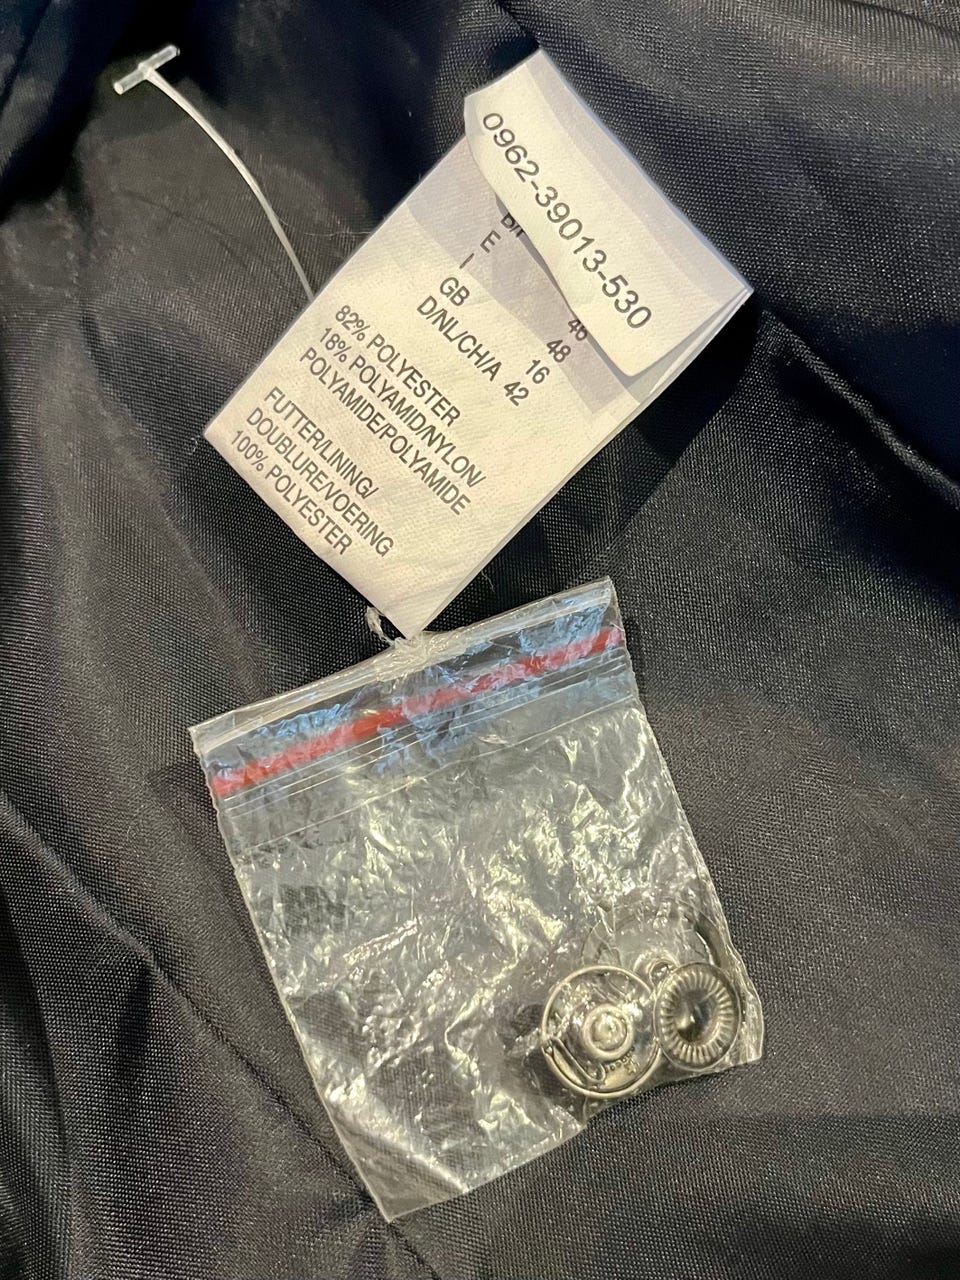 0962-39013-530
E 46
I 48
GB 16
D/NL/CH/A 42
82% POLYESTER
18% POLYAMID/NYLON/
POLYAMIDE/POLYAMIDE
FUTTER/LINING/
DOUBLURE/VOERING
100% POLYESTER